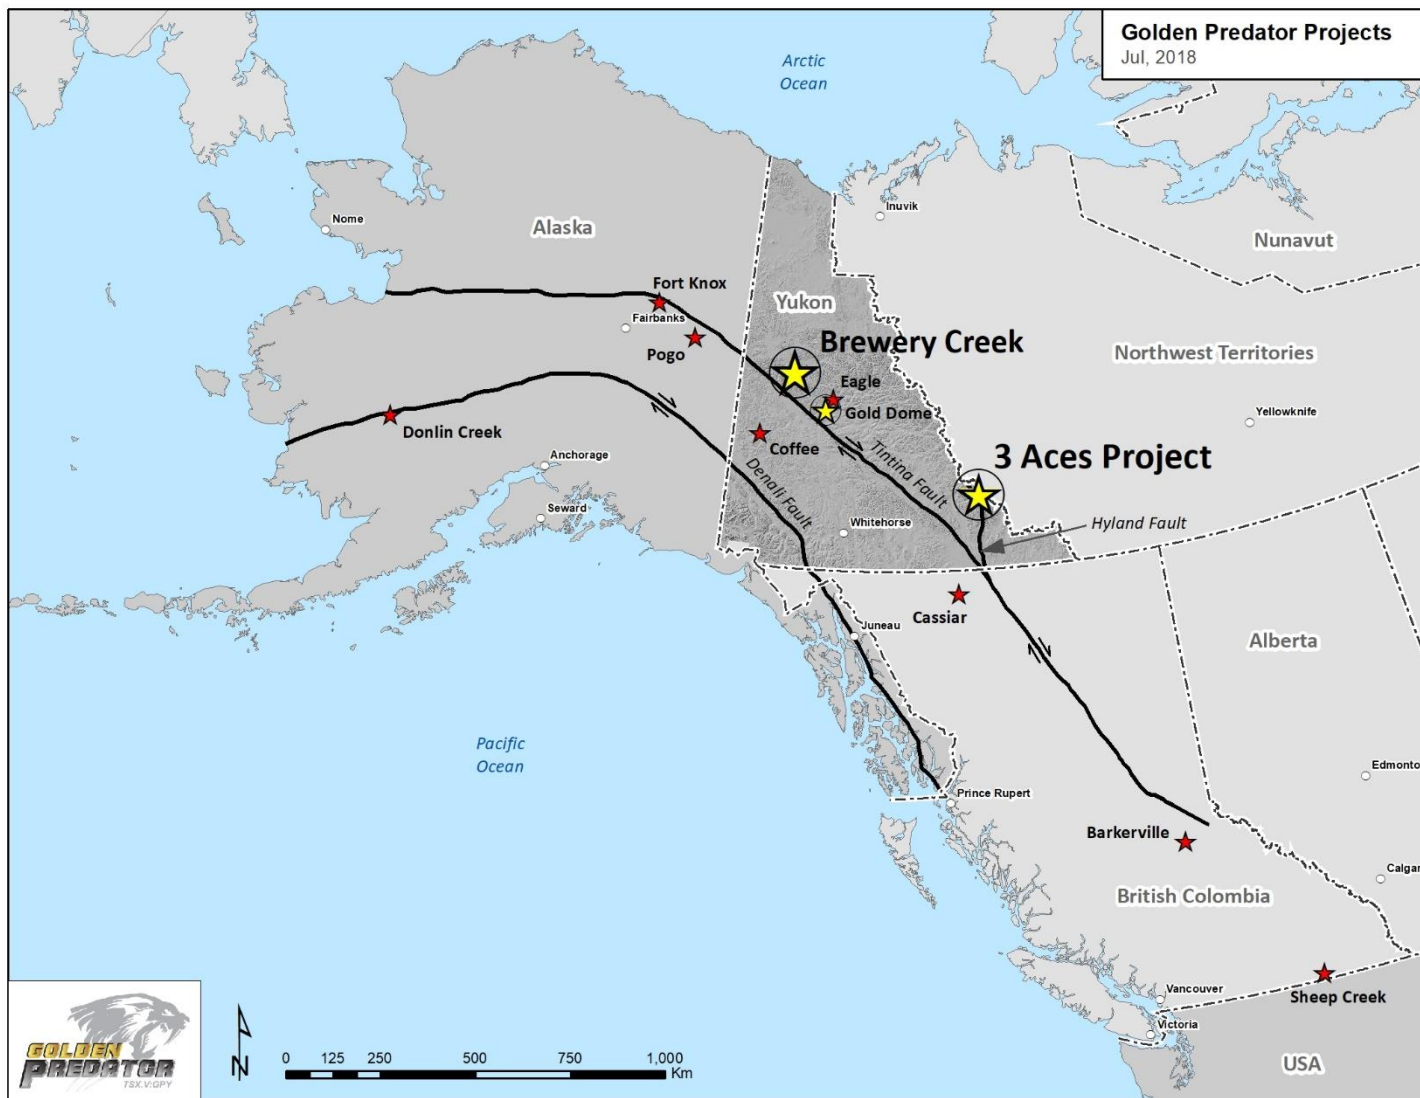 Golden Predator Projects
Jul, 2018
Arctic
Ocean
Inuvik
Nome
Alaska
Nunavut
Fort Knox
Yukon
Fairbanks
Brewery Creek
Pogo
Northwest Territories
Eagle
Gold Dome
Yellowknife
Donlin Creek
Coffee
3 Aces Project
Anchorage
Denali Fault
Tintina Fault
Seward
Whitehorse
Hyland Fault
Cassiar
Juneau
Alberta
Pacific
Ocean
Edmonto
Prince Rupert
Barkerville
Calgar
British Colombia
Vancouver
Sheep Creek
Victoria
USA
GOLDEN
PREDATOR
TSX.V:GPY
N
0 125 250 500 750 1,000
Km